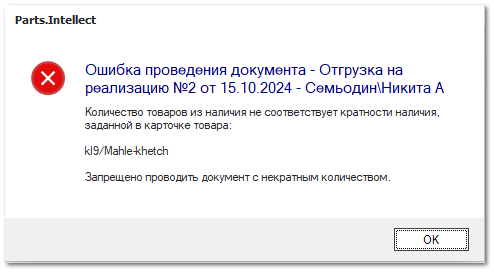 Parts.Intellect
Ошибка проведения документа - Отгрузка на
реализацию №2 от 15.10.2024 - Семьодин\Никита А
Количество товаров из наличия не соответствует кратности наличия,
заданной в карточке товара:
kl9/Mahle-khetch
Запрещено проводить документ с некратным количеством.
OK